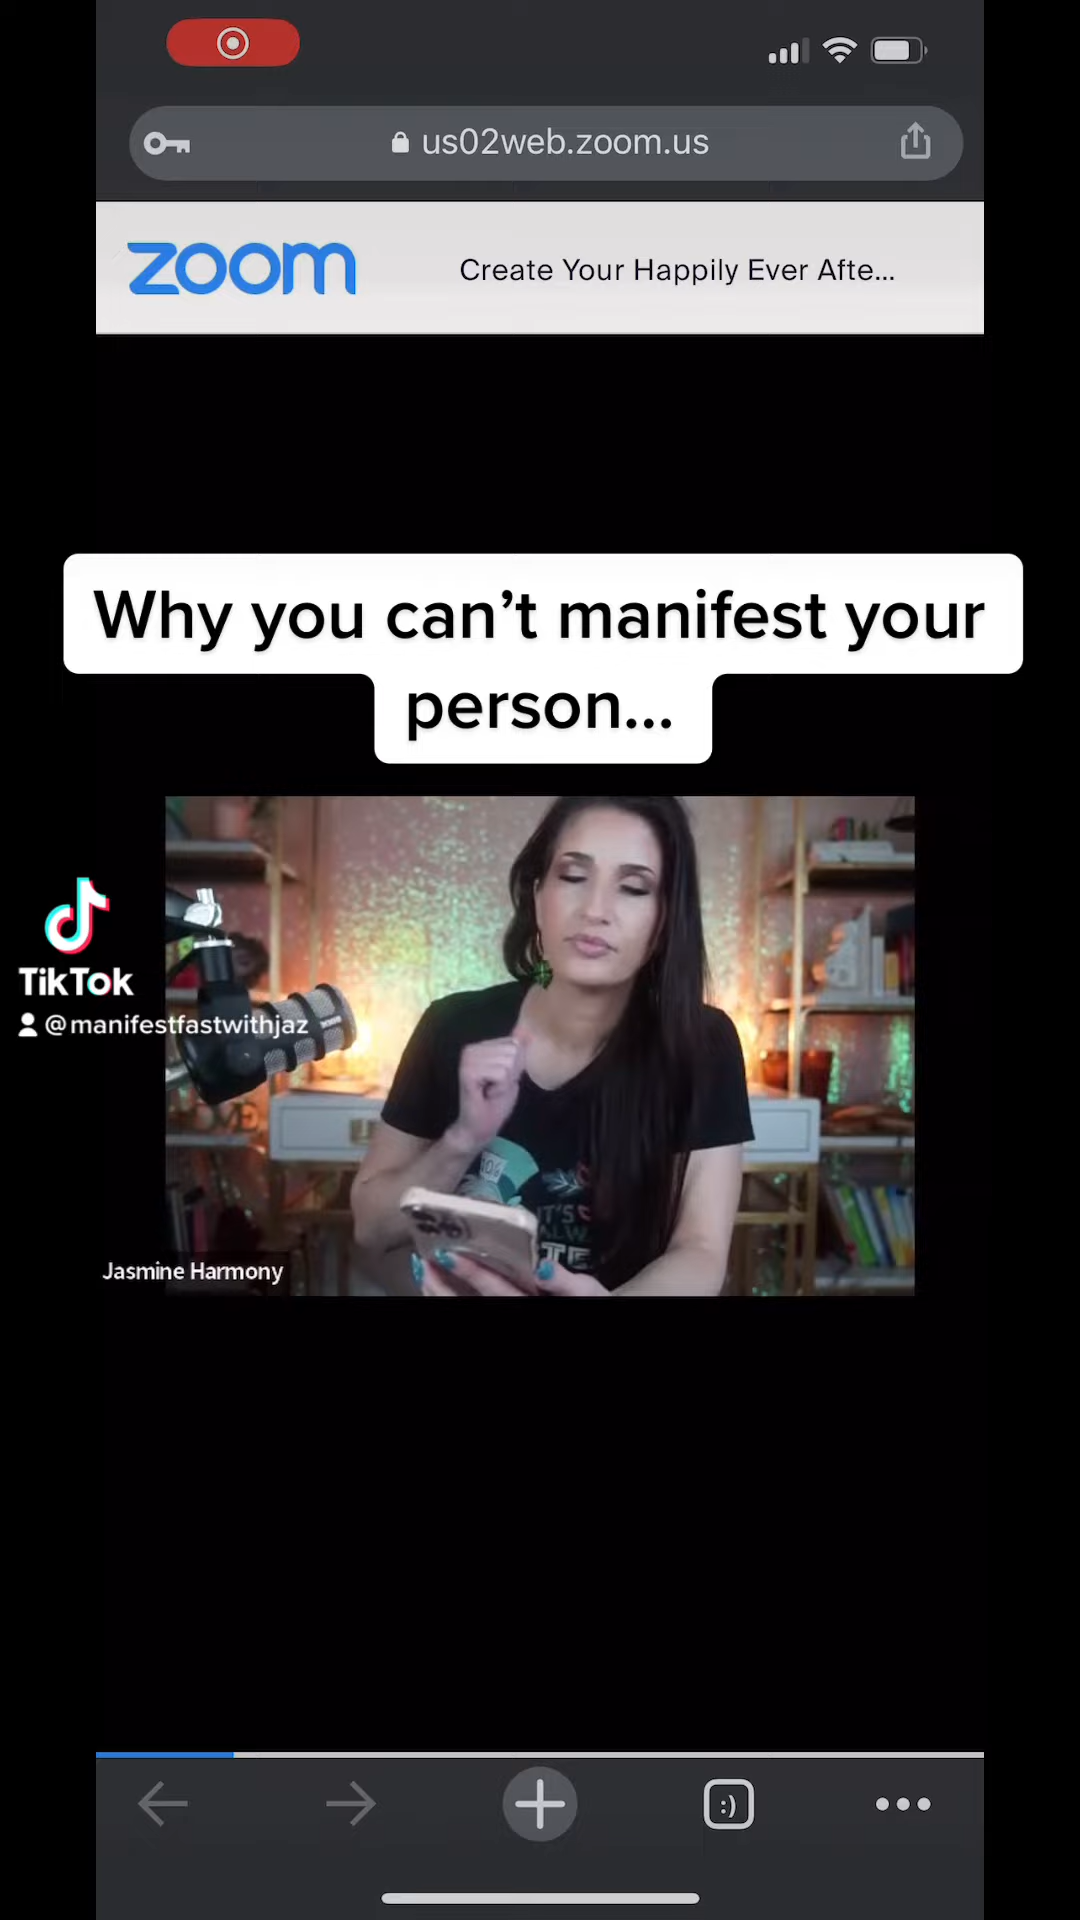 us02web.zoom.us
zoom
Create Your Happily Ever Afte...
Why you can’t manifest your
person...
TikTok
@manifestfastwithjaz
IT'S
Jasmine Harmony
:)